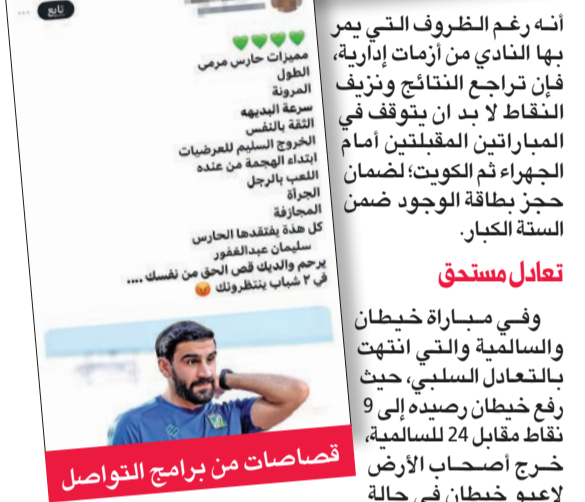 أنه رغم الظروف التي يمر
بها النادي من أزمات إدارية،
فإن تراجع النتائج ونزيف
النقاط لا بد ان يتوقف في
المباراتين المقبلتين أمام
الجهراء ثم الكويت؛ لضمان
حجز بطاقة الوجود ضمن
الستة الكبار.
تعادل مستحق
وفي مباراة خيطان
والسالمية والتي انتهت
بالتعادل السلبي، حيث
رفع خيطان رصيده إلى 9
نقاط مقابل 24 للسالمية،
خرج أصحاب الأرض
لاعبو خيطان في حالة
تابع
💚💚💚💚
مميزات حارس مرمى
الطول
المرونة
سرعة البديهه
الثقة بالنفس
الخروج السليم للعرضيات
ابتداء الهجمة من عنده
اللعب بالرجل
الجرأة
المجازفة
كل هذة يفتقدها الحارس
سليمان عبدالغفور
يرحم والديك قص الحق من نفسك ....
في ٢ شباب ينتظرونك 😡
قصاصات من برامج التواصل